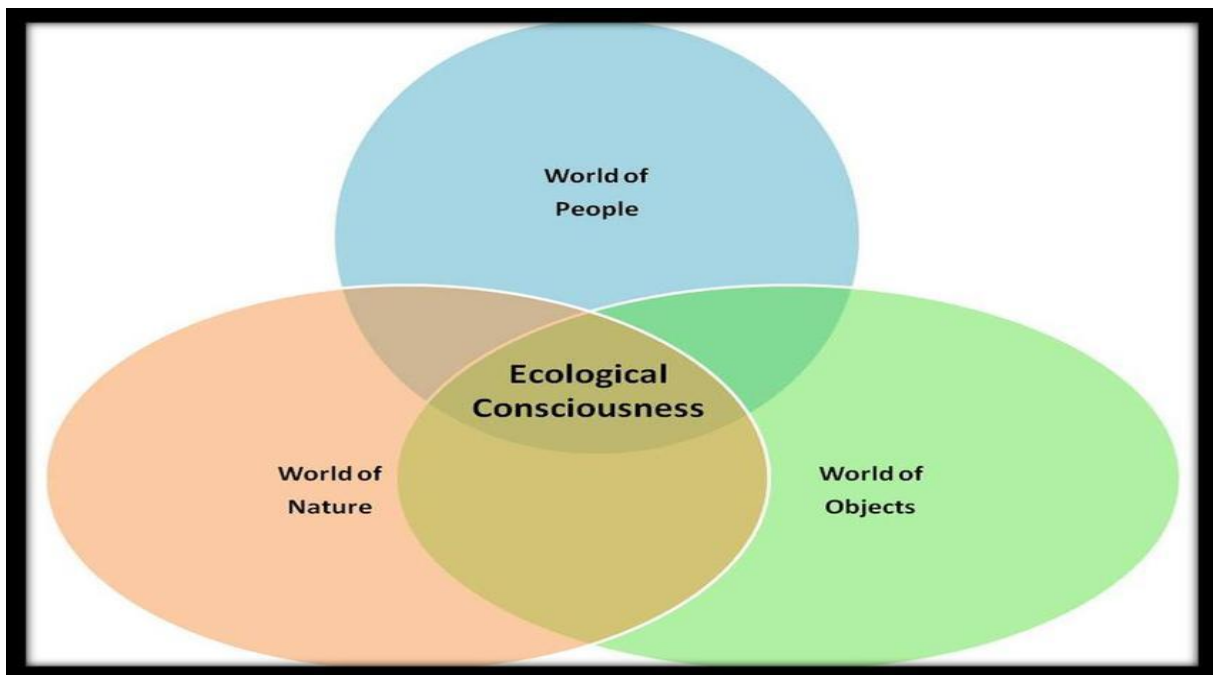 World of
People
Ecological
Consciousness
World of
Nature
World of
Objects